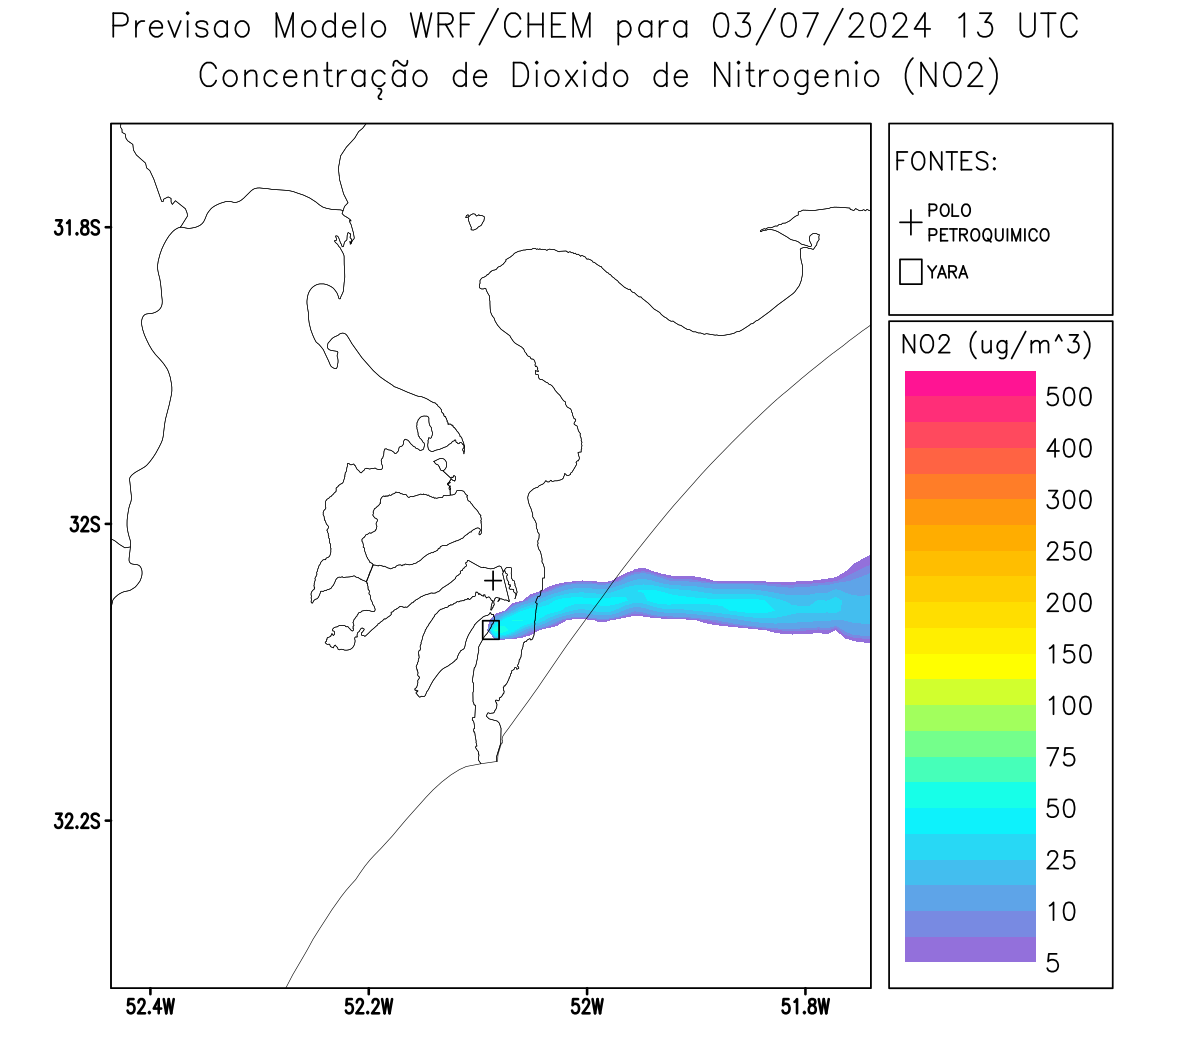 Previsao Modelo WRF/CHEM para 03/07/2024 13 UTC
Concentração de Dioxido de Nitrogenio (NO2)
FONTES:
POLO
PETROQUIMICO
YARA
31.8S
32S
32.2S
52.4W
52.2W
52W
51.8W
NO2 (ug/m^3)
500
400
300
250
200
150
100
75
50
25
10
5